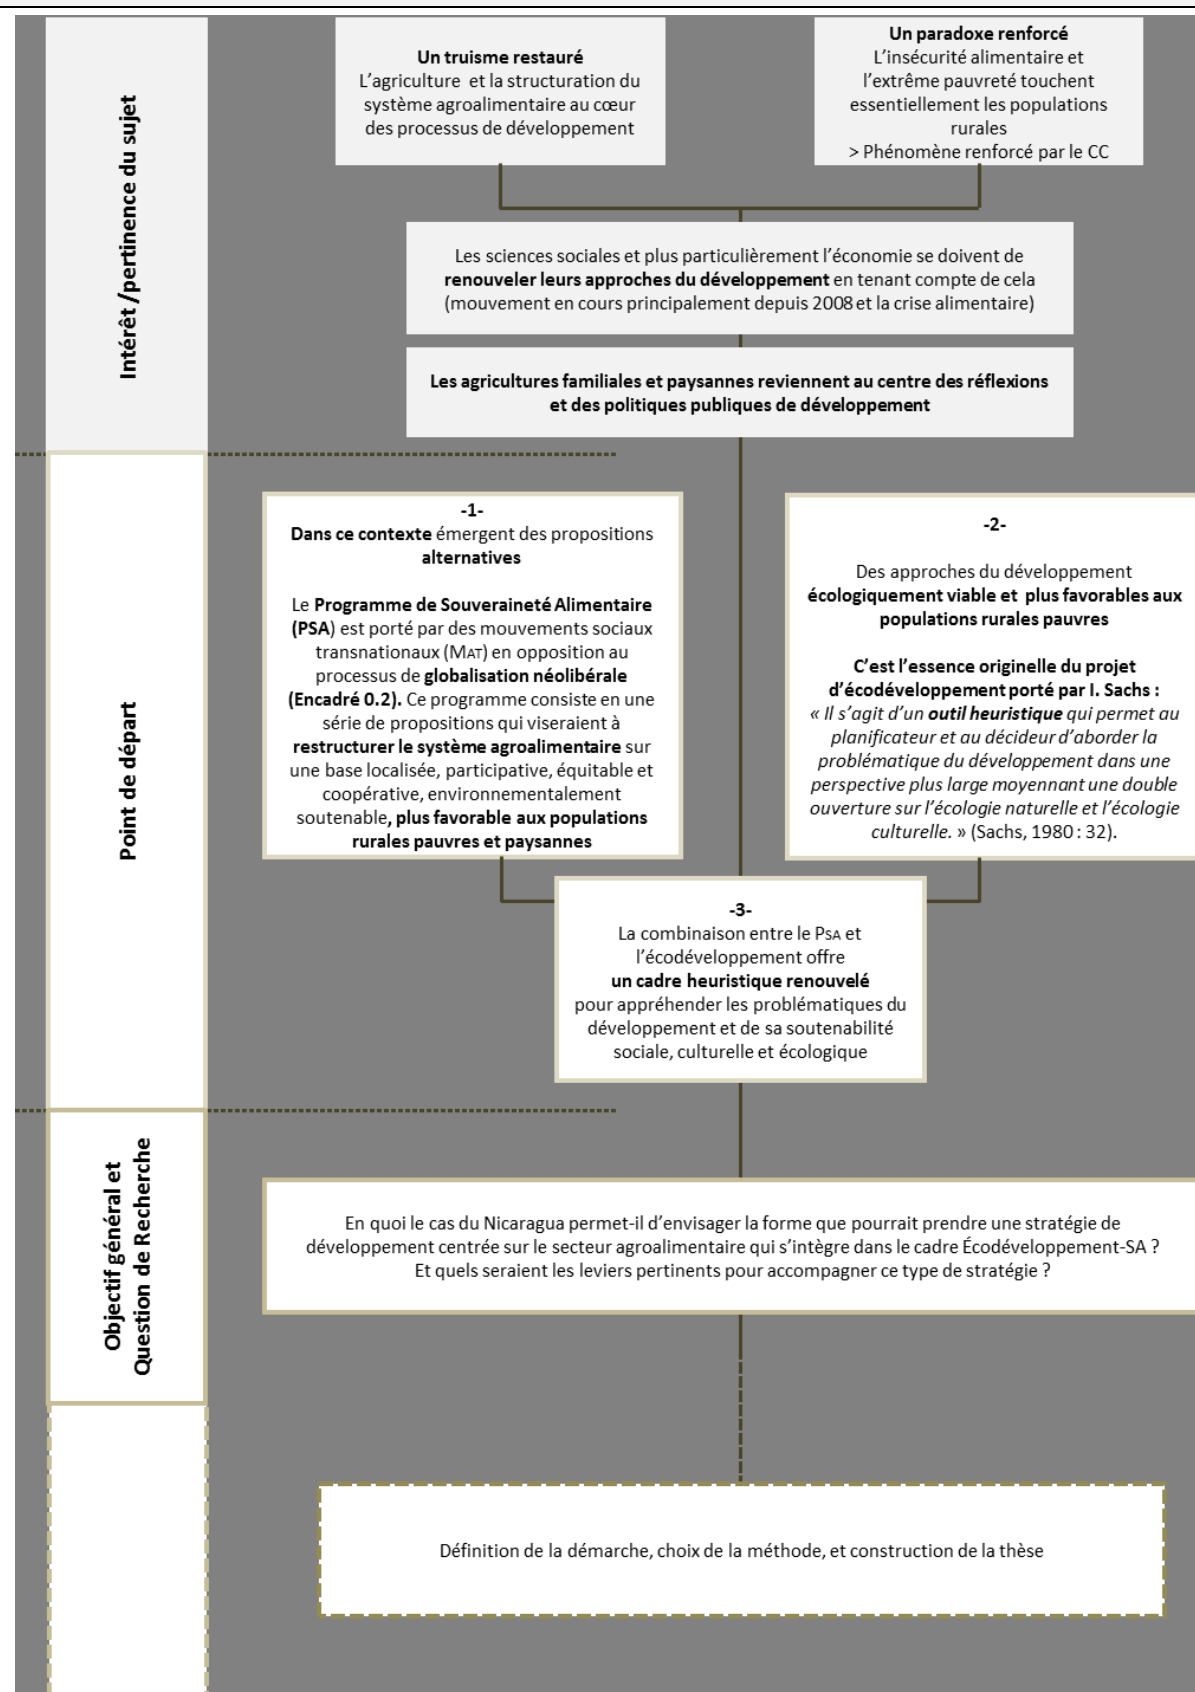 Intérêt /pertinence du sujet
Un truisme restauré
L'agriculture et la structuration du
système agroalimentaire au cœur
des processus de développement
Un paradoxe renforcé
L'insécurité alimentaire et
l'extrême pauvreté touchent
essentiellement les populations
rurales
> Phénomène renforcé par le CC
Les sciences sociales et plus particulièrement l'économie se doivent de
renouveler leurs approches du développement en tenant compte de cela
(mouvement en cours principalement depuis 2008 et la crise alimentaire)
Les agricultures familiales et paysannes reviennent au centre des réflexions
et des politiques publiques de développement
Point de départ
-1-
Dans ce contexte émergent des propositions
alternatives
Le Programme de Souveraineté Alimentaire
(PSA) est porté par des mouvements sociaux
transnationaux (MAT) en opposition au
processus de globalisation néolibérale
(Encadré 0.2). Ce programme consiste en une
série de propositions qui viseraient à
restructurer le système agroalimentaire sur
une base localisée, participative, équitable et
coopérative, environnementalement
soutenable, plus favorable aux populations
rurales pauvres et paysannes
-2-
Des approches du développement
écologiquement viable et plus favorables aux
populations rurales pauvres
C'est l'essence originelle du projet
d'écodéveloppement porté par I. Sachs :
« Il s'agit d'un outil heuristique qui permet au
planificateur et au décideur d'aborder la
problématique du développement dans une
perspective plus large moyennant une double
ouverture sur l'écologie naturelle et l'écologie
culturelle. » (Sachs, 1980 : 32).
-3-
La combinaison entre le PSA et
l'écodéveloppement offre
un cadre heuristique renouvelé
pour appréhender les problématiques du
développement et de sa soutenabilité
sociale, culturelle et écologique
Objectif général et
Question de Recherche
En quoi le cas du Nicaragua permet-il d'envisager la forme que pourrait prendre une stratégie de
développement centrée sur le secteur agroalimentaire qui s'intègre dans le cadre Écodéveloppement-SA ?
Et quels seraient les leviers pertinents pour accompagner ce type de stratégie ?
Définition de la démarche, choix de la méthode, et construction de la thèse